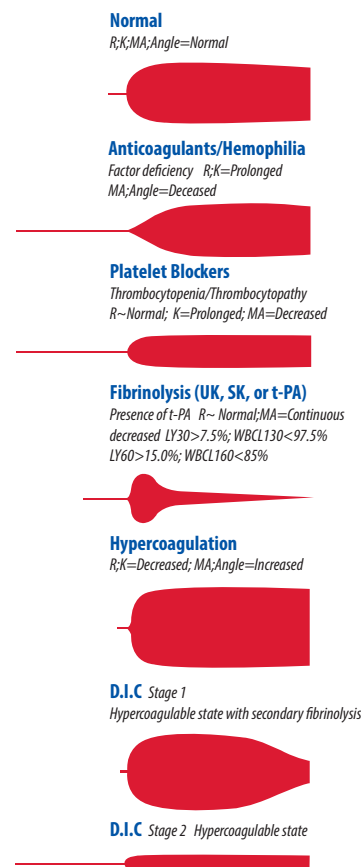 Normal
R;K;MA;Angle=Normal
Anticoagulants/Hemophilia
Factor deficiency R;K=Prolonged
MA;Angle=Deceased
Platelet Blockers
Thrombocytopenia/Thrombocytopathy
R~Normal; K=Prolonged; MA=Decreased
Fibrinolysis (UK, SK, or t-PA)
Presence of t-PA R~ Normal;MA=Continuous
decreased LY30>7.5%; WBCL130<97.5%
LY60>15.0%; WBCL160<85%
Hypercoagulation
R;K=Decreased; MA;Angle=Increased
D.I.C Stage 1
Hypercoagulable state with secondary fibrinolysis
D.I.C Stage 2 Hypercoagulable state